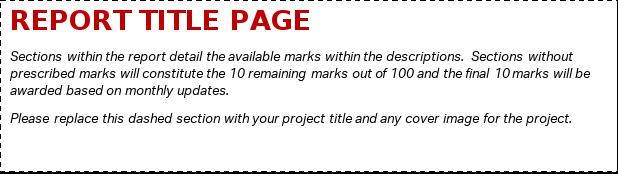 REPORT TITLE PAGE
Sections within the report detail the available marks within the descriptions. Sections without
prescribed marks will constitute the 10 remaining marks out of 100 and the final 10 marks will be
awarded based on monthly updates.
Please replace this dashed section with your project title and any cover image for the project.